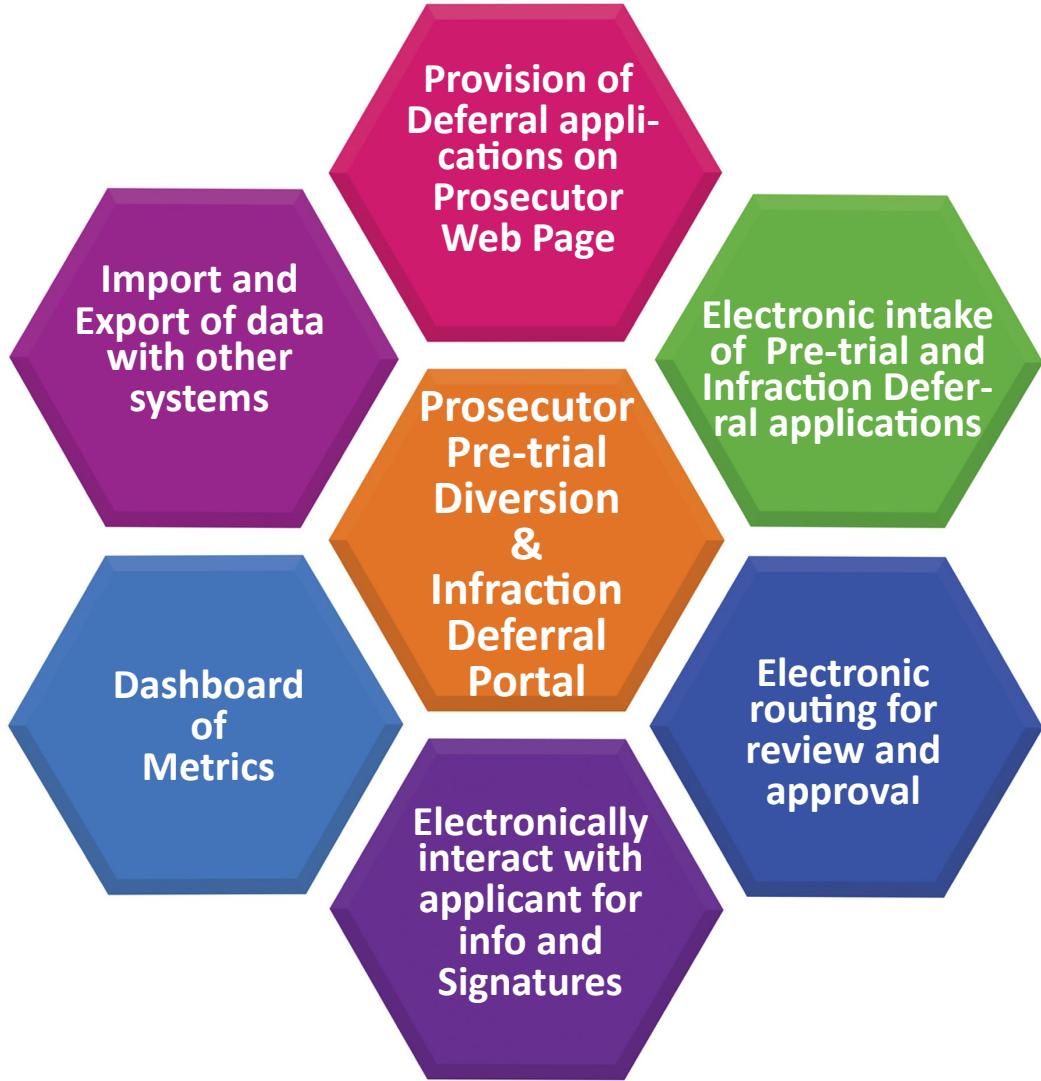 Provision of
Deferral appli-
cations on
Prosecutor
Web Page
Import and
Export of data
with other
systems
Electronic intake
of Pre-trial and
Infraction Defer-
ral applications
Prosecutor
Pre-trial
Diversion
&
Infraction
Deferral
Portal
Dashboard
of
Metrics
Electronic
routing for
review and
approval
Electronically
interact with
applicant for
info and
Signatures